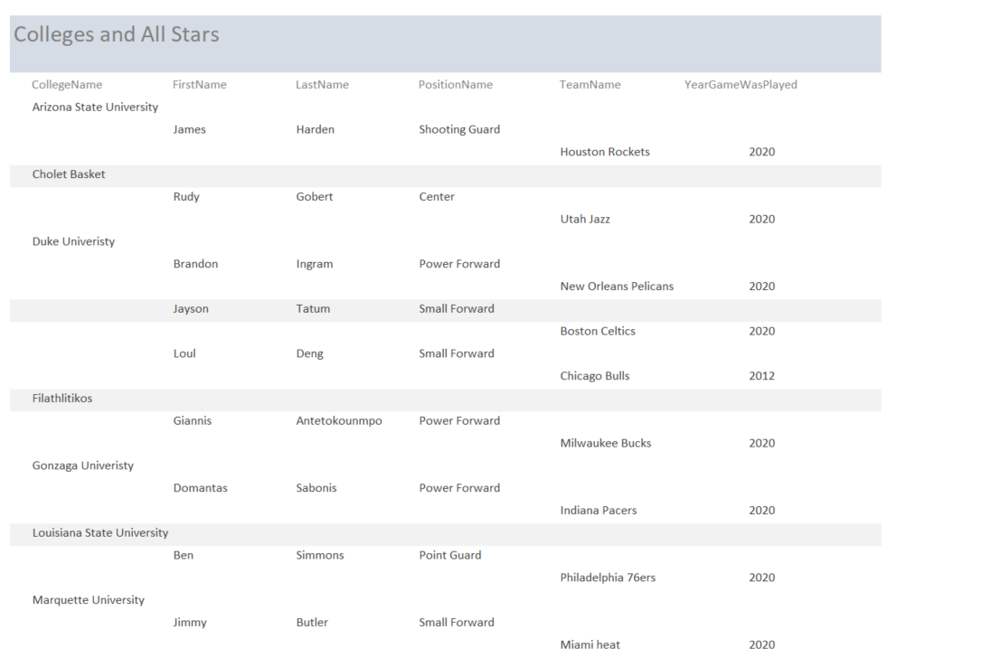 Colleges and All Stars
CollegeName FirstName LastName PositionName TeamName YearGameWasPlayed
Arizona State University
James Harden Shooting Guard
Houston Rockets 2020
Cholet Basket
Rudy Gobert Center
Utah Jazz 2020
Duke Univeristy
Brandon Ingram Power Forward
New Orleans Pelicans 2020
Jayson Tatum Small Forward
Boston Celtics 2020
Loul Deng Small Forward
Chicago Bulls 2012
Filathlitikos
Giannis Antetokounmpo Power Forward
Milwaukee Bucks 2020
Gonzaga Univeristy
Domantas Sabonis Power Forward
Indiana Pacers 2020
Louisiana State University
Ben Simmons Point Guard
Philadelphia 76ers 2020
Marquette University
Jimmy Butler Small Forward
Miami heat 2020